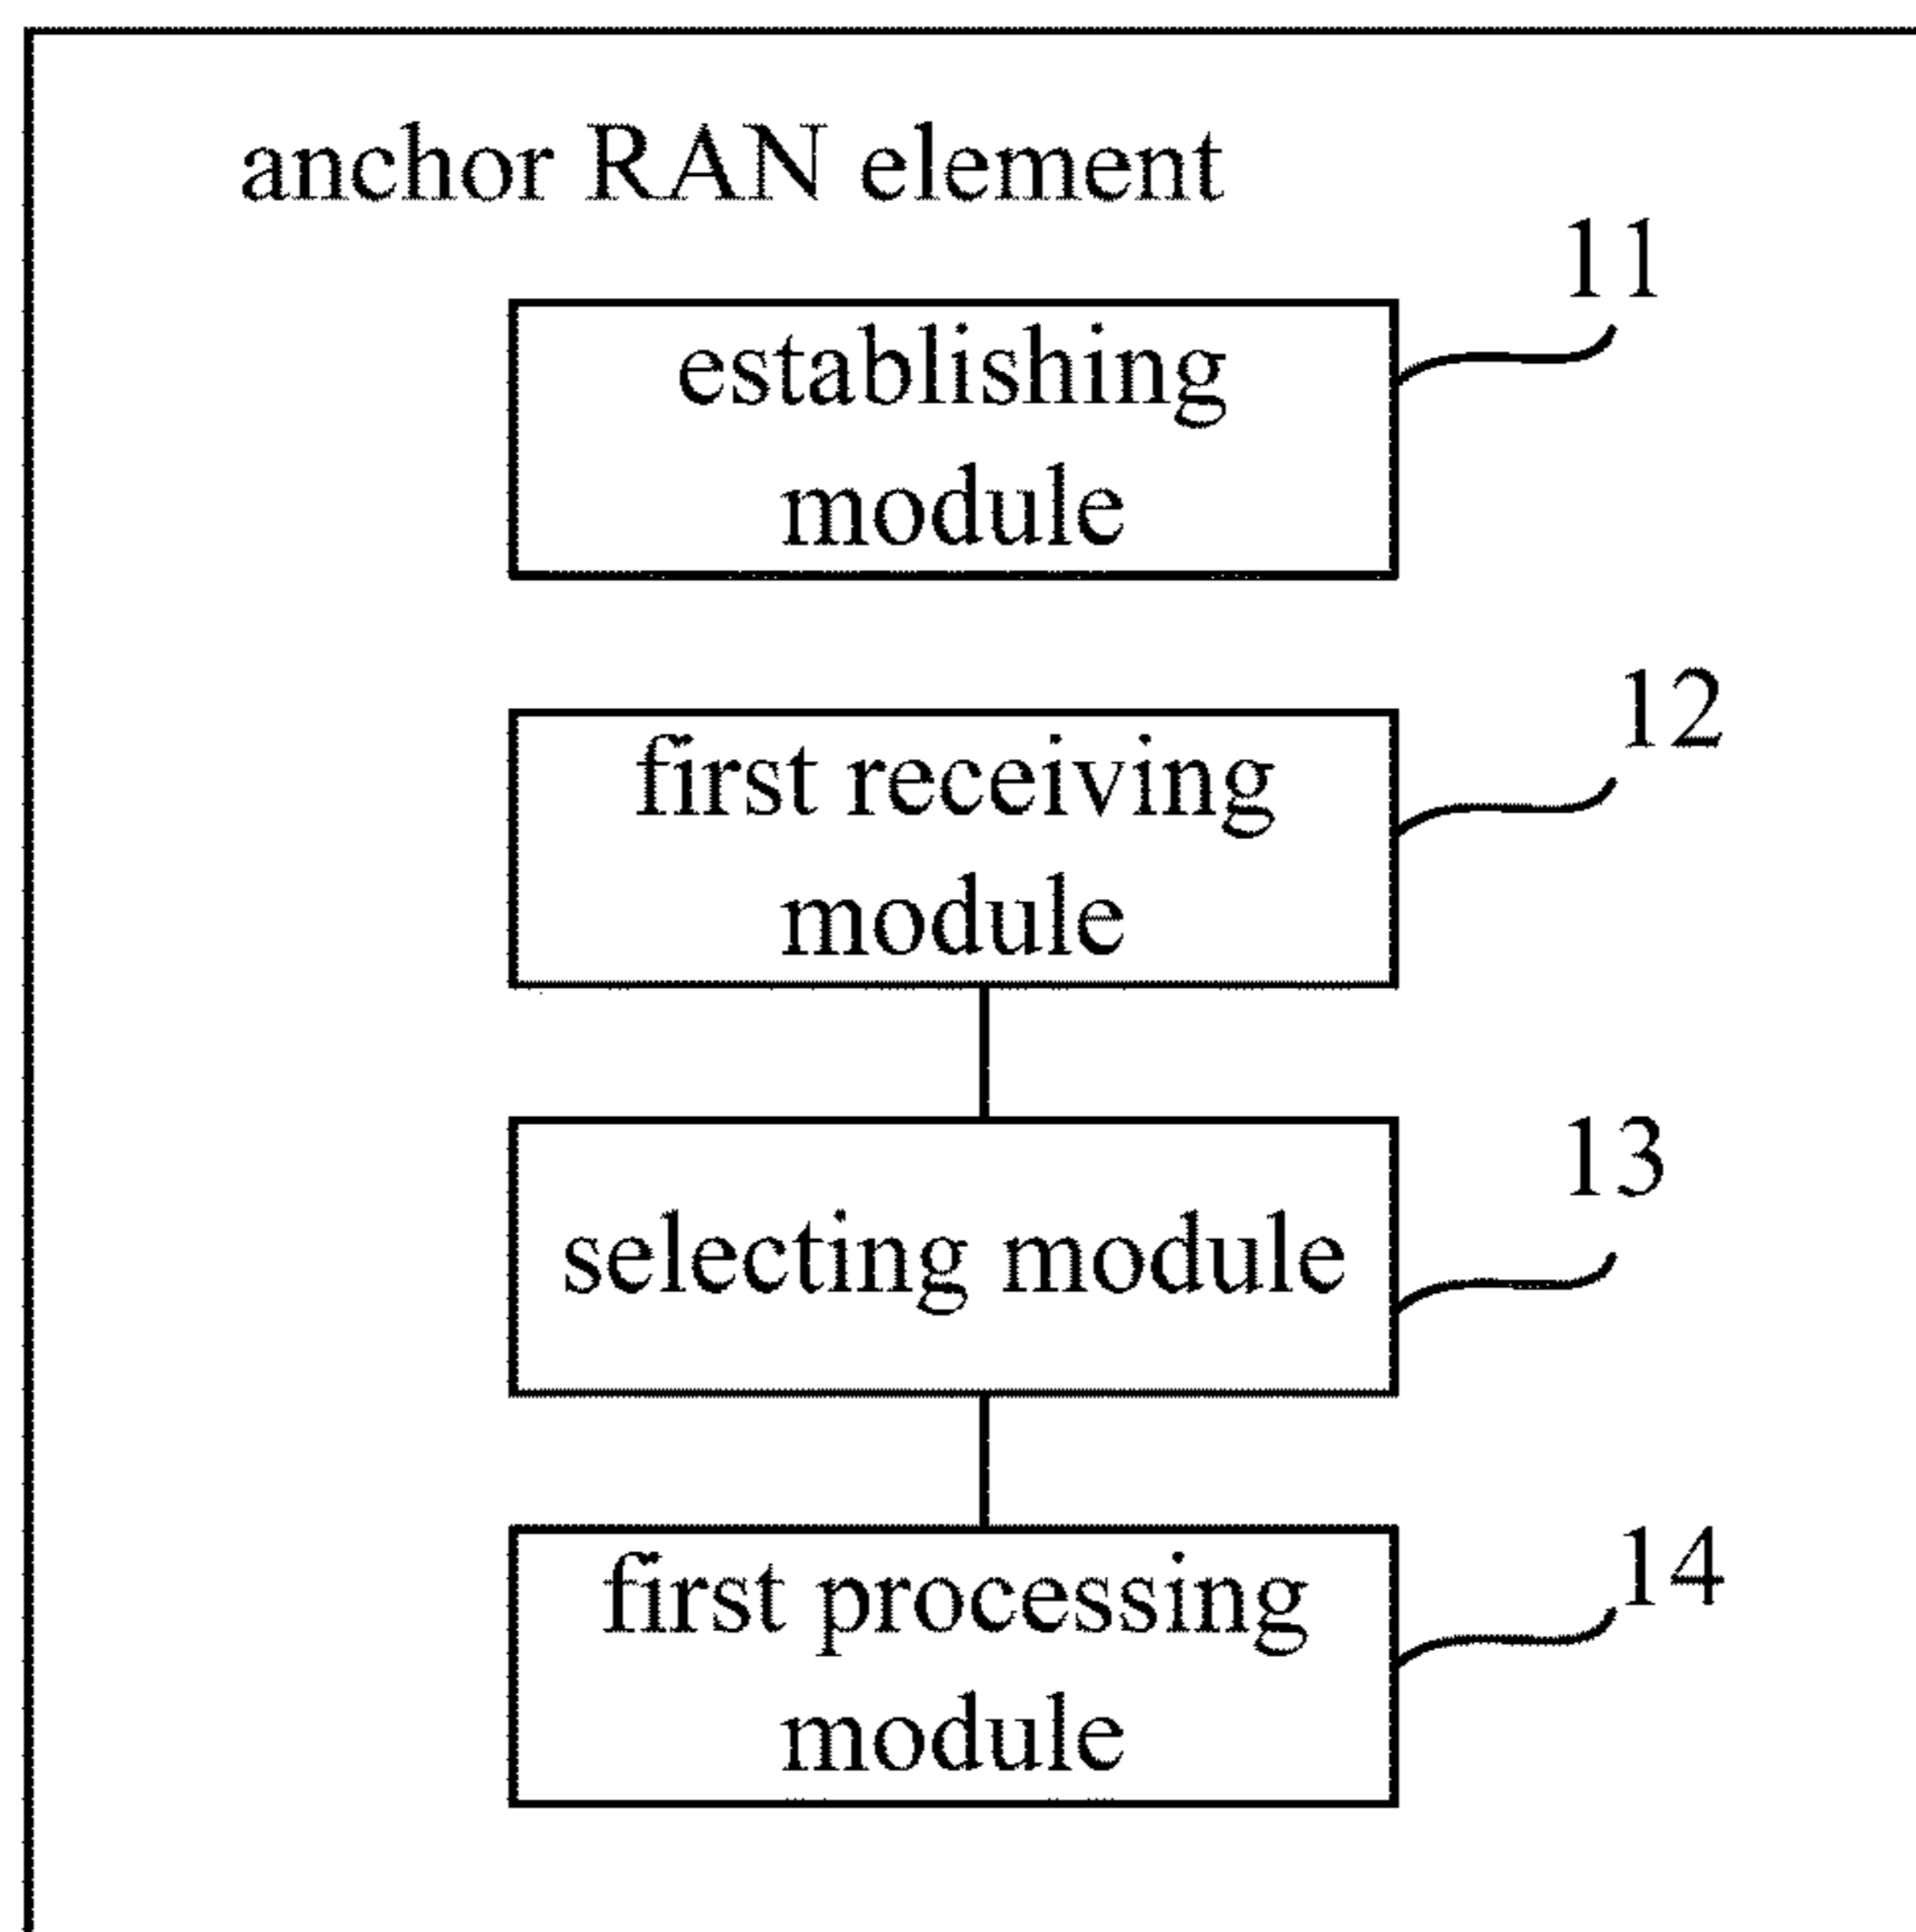 anchor RAN element
11
establishing
module
12
first receiving
module
13
selecting module
14
first processing
module